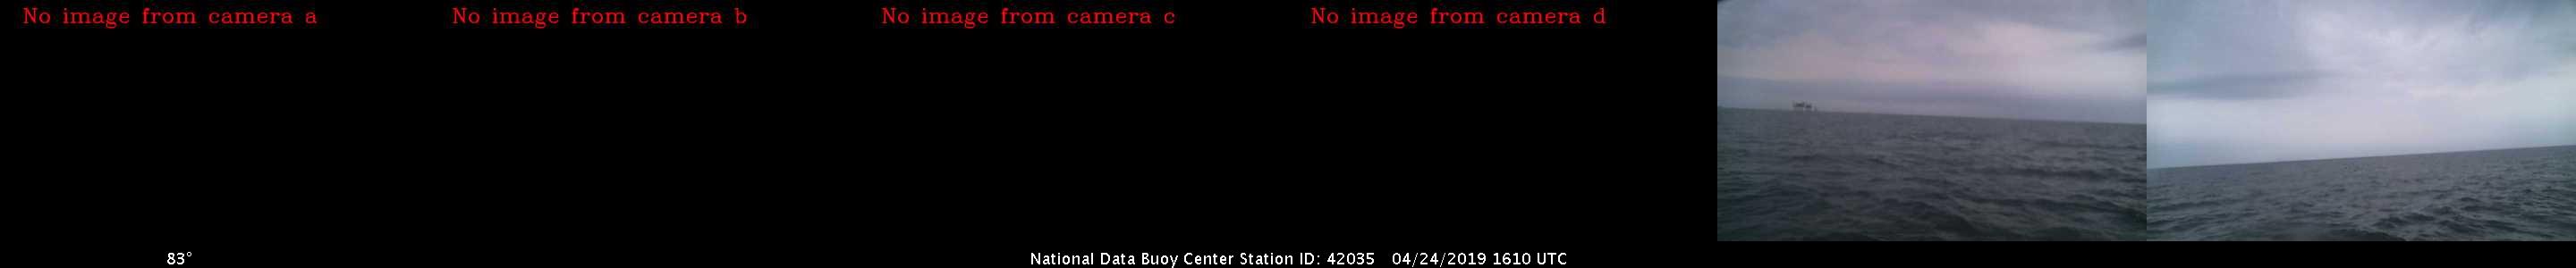 No image from camera a
No image from camera b
No image from camera c
No image from camera d
83°
National Data Buoy Center Station ID: 42035 04/24/2019 1610 UTC